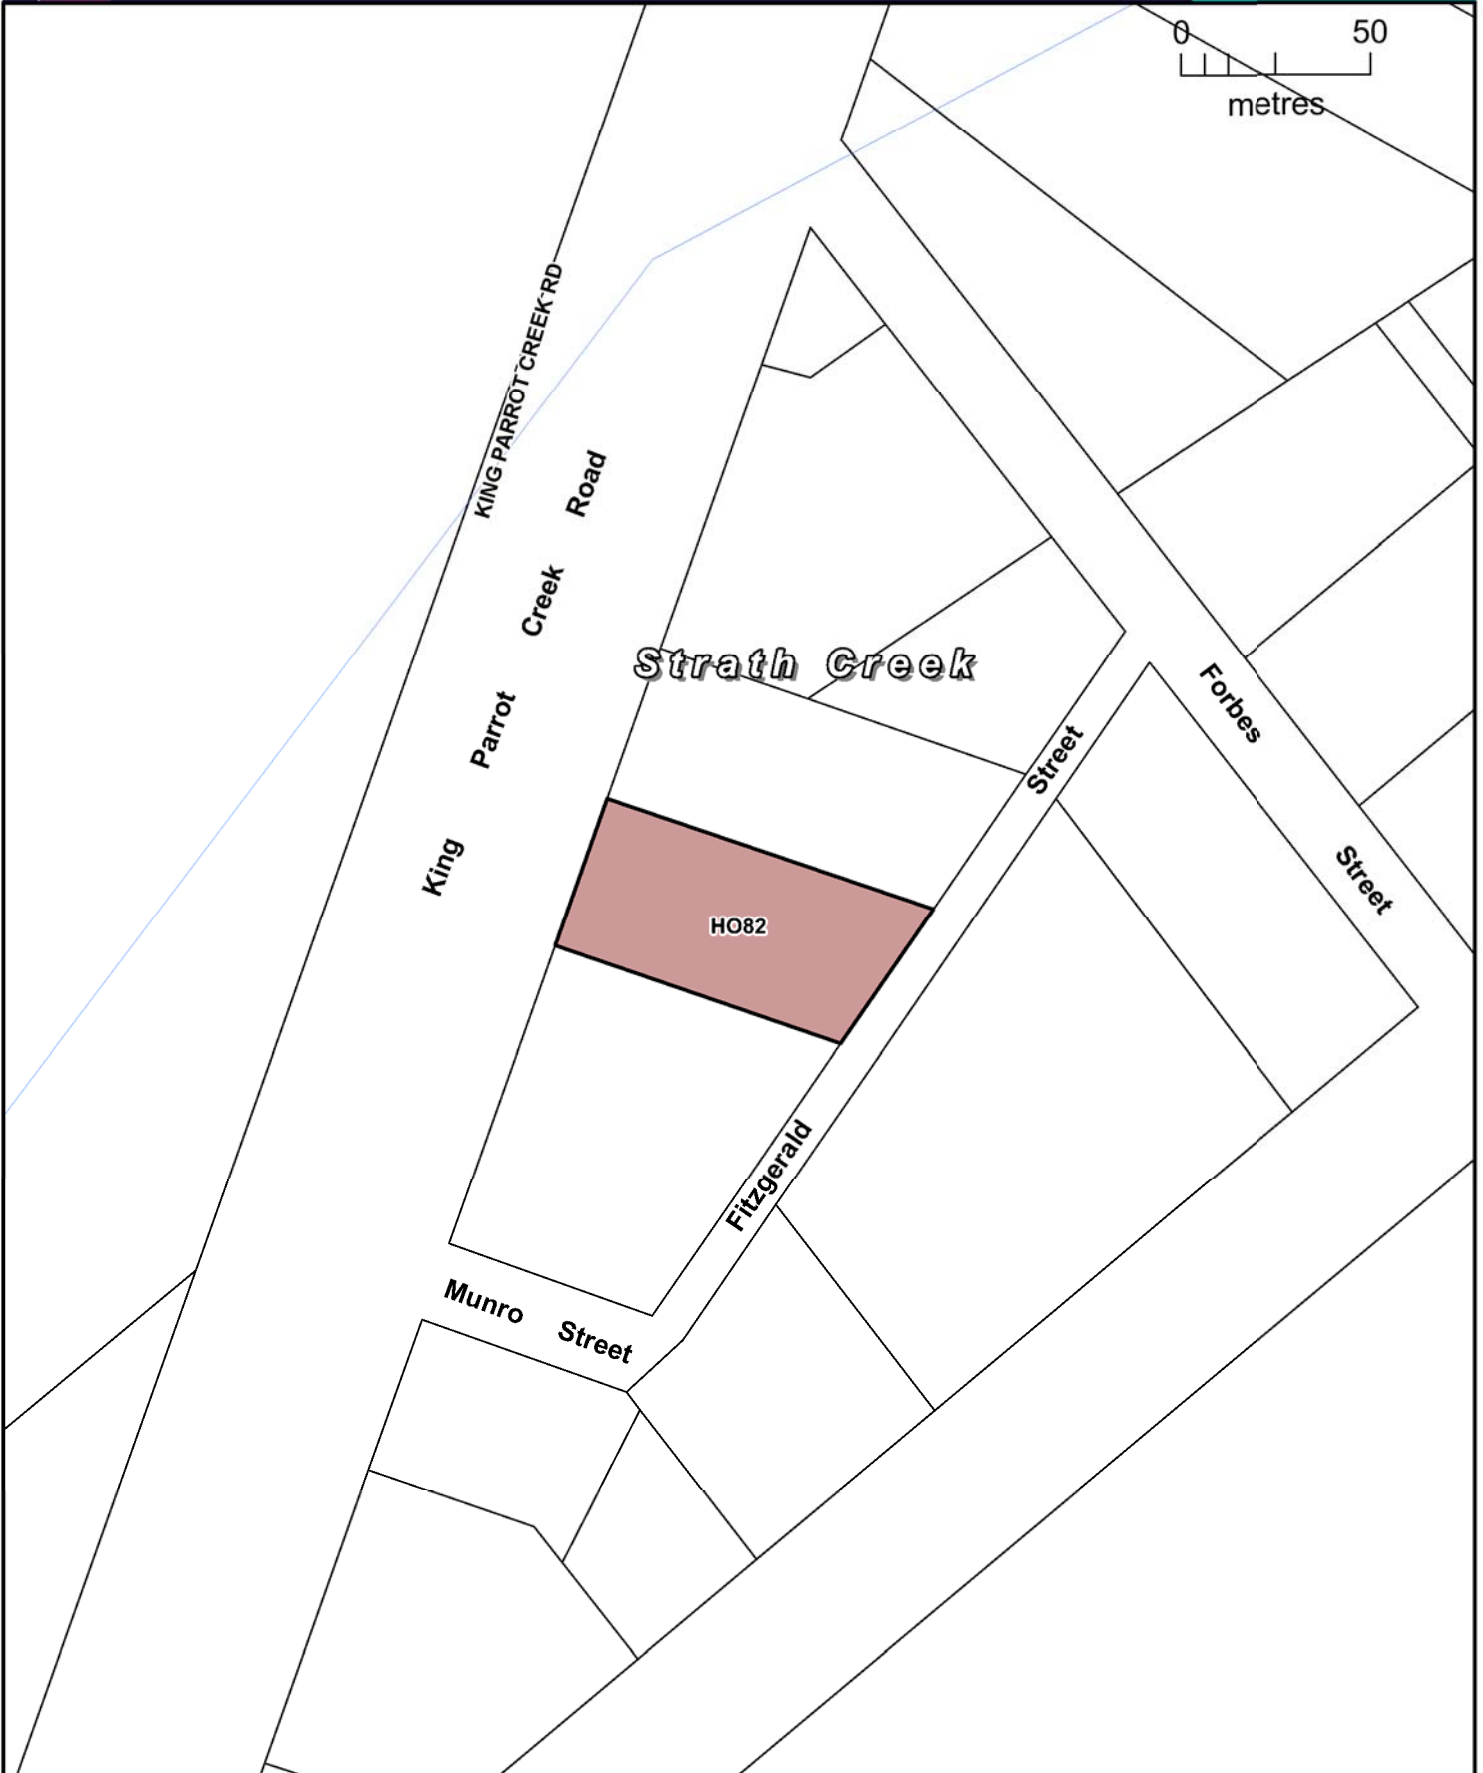 0 50
metres
KING PARROT CREEK RD
King Parrot Creek Road
Strath Creek
Forbes Street
HO82
Fitzgerald Street
Munro Street